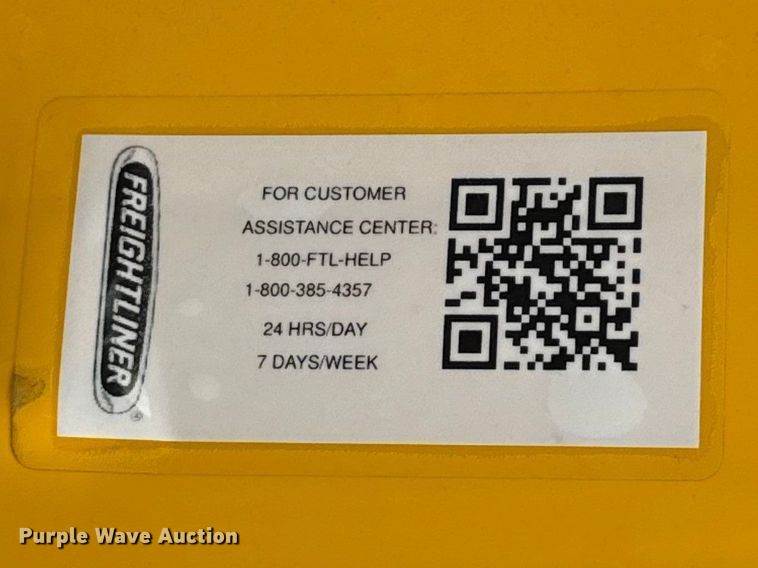 FREIGHTLINER
®
FOR CUSTOMER
ASSISTANCE CENTER:
1-800-FTL-HELP
1-800-385-4357
24 HRS/DAY
7 DAYS/WEEK
Purple Wave Auction